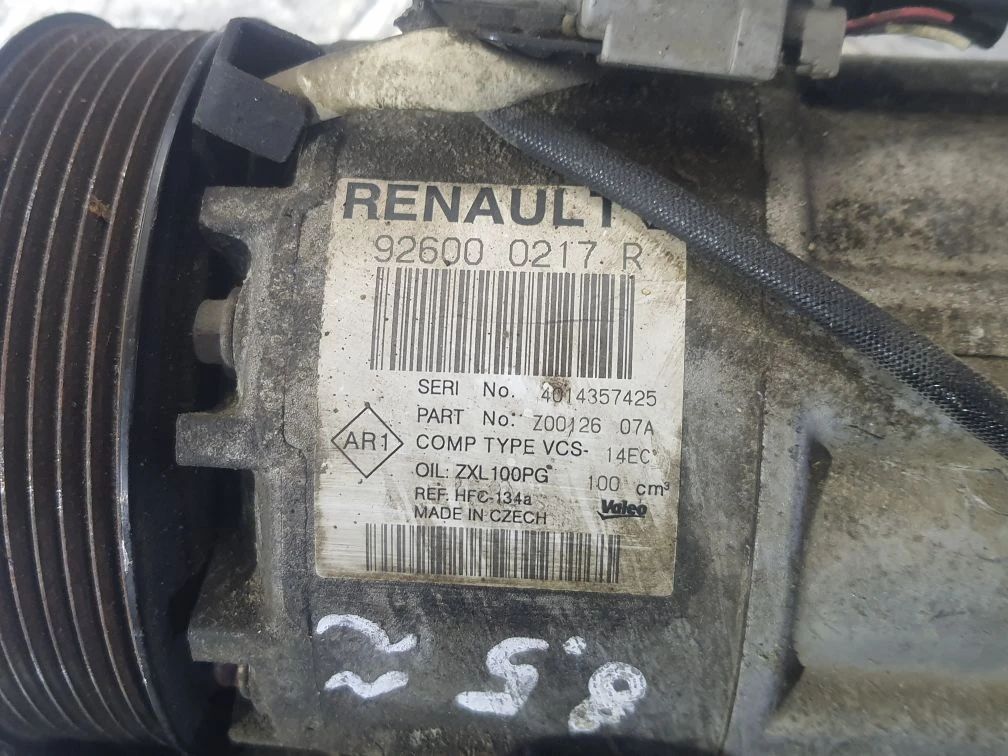 RENAULT
92600 0217 R
SERI No. 4014357425
PART No: Z00126 07A
AR1
COMP TYPE VCS- 14EC
OIL: ZXL100PG 100 cm³
REF. HFC-134a
MADE IN CZECH
Valeo